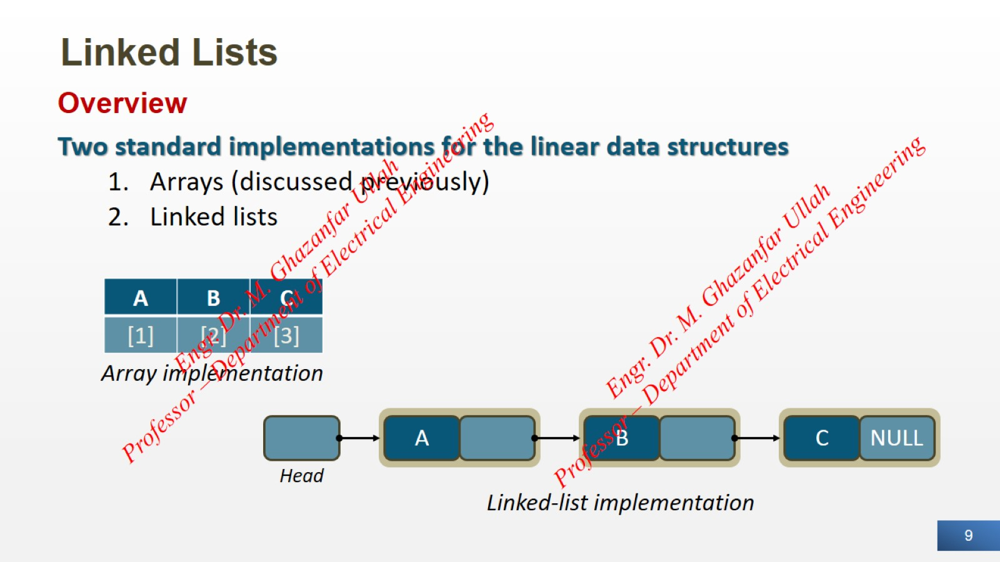 Linked Lists
Overview
Two standard implementations for the linear data structures
1. Arrays (discussed previously)
2. Linked lists
A B C
[1] [2] [3]
Array implementation
Engr. Dr. M. Ghazanfar Ullah
Professor – Department of Electrical Engineering
Engr. Dr. M. Ghazanfar Ullah
Professor – Department of Electrical Engineering
A B C NULL
Head
Linked-list implementation
9